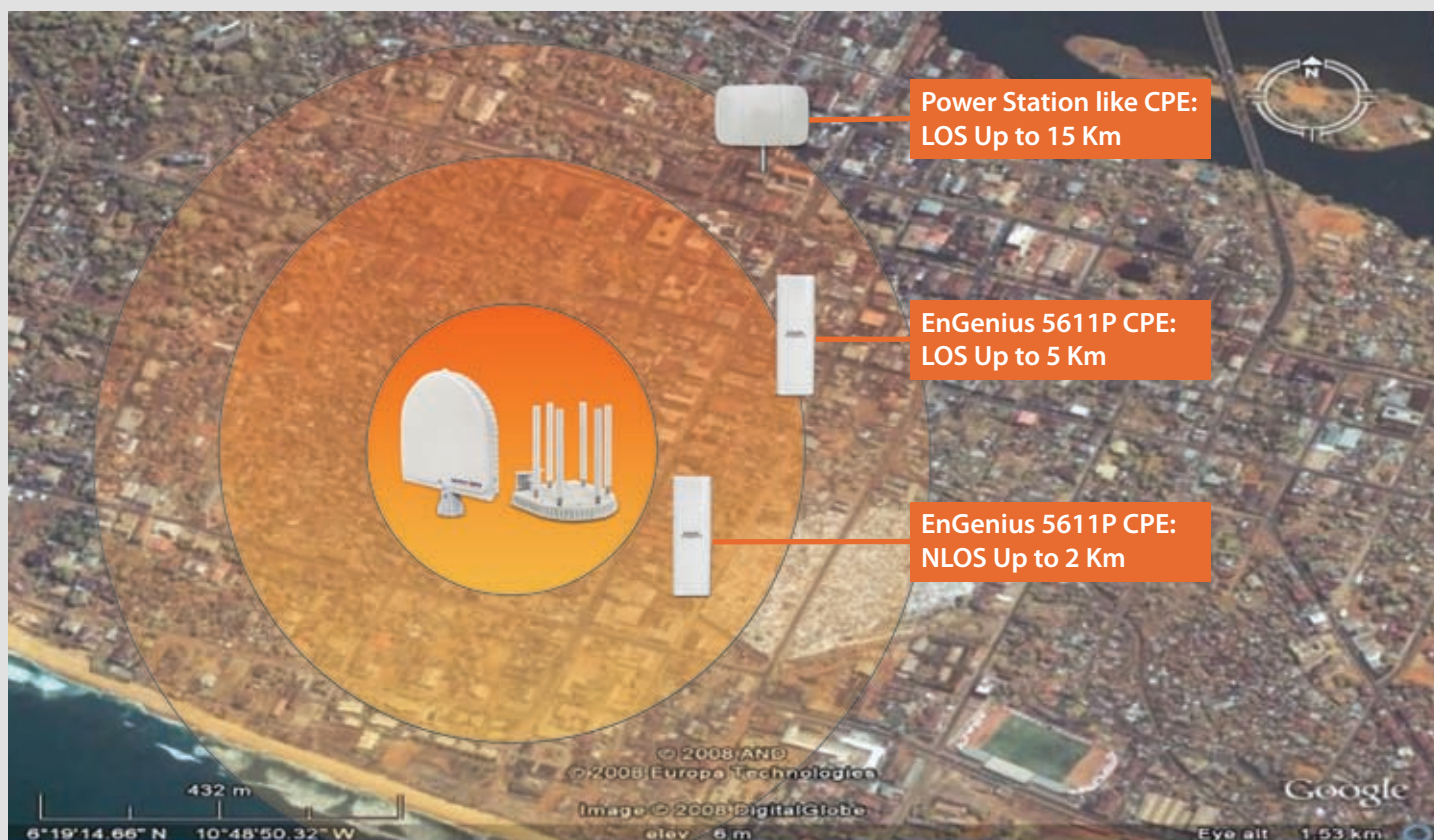 N
Power Station like CPE:
LOS Up to 15 Km
EnGenius 5611P CPE:
LOS Up to 5 Km
EnGenius 5611P CPE:
NLOS Up to 2 Km
© 2008 AND
© 2008 Europa Technologies
Image © 2008 DigitalGlobe
Google
432 m
6°19'14.66" N 10°48'50.32" W
elev 6 m
Eye alt 1.53 km